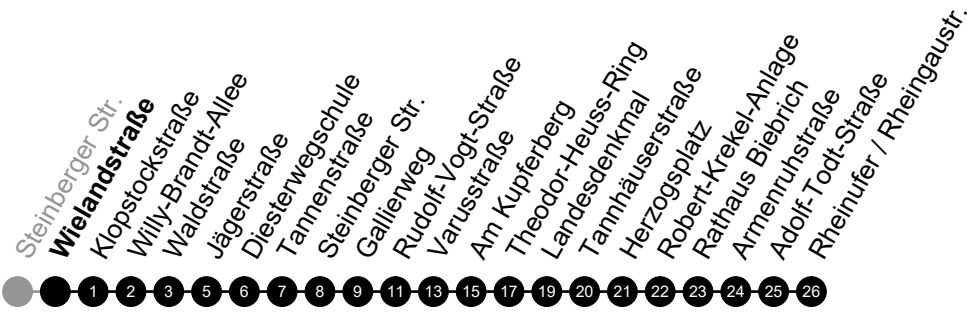 Steinberger Str.
Wielandstraße
Klopstockstraße
Willy-Brandt-Allee
Waldstraße
Jägerstraße
Diesterwegschule
Tannenstraße
Steinberger Str.
Gallierweg
Rudolf-Vogt-Straße
Varusstraße
Am Kupferberg
Theodor-Heuss-Ring
Landesdenkmal
Tannhäuserstraße
Herzogsplatz
Robert-Krekel-Anlage
Rathaus Biebrich
Armenruhstraße
Adolf-Todt-Straße
Rheinufer / Rheingaustr.
1 2 3 5 6 7 8 9 11 13 15 17 19 20 21 22 23 24 25 26